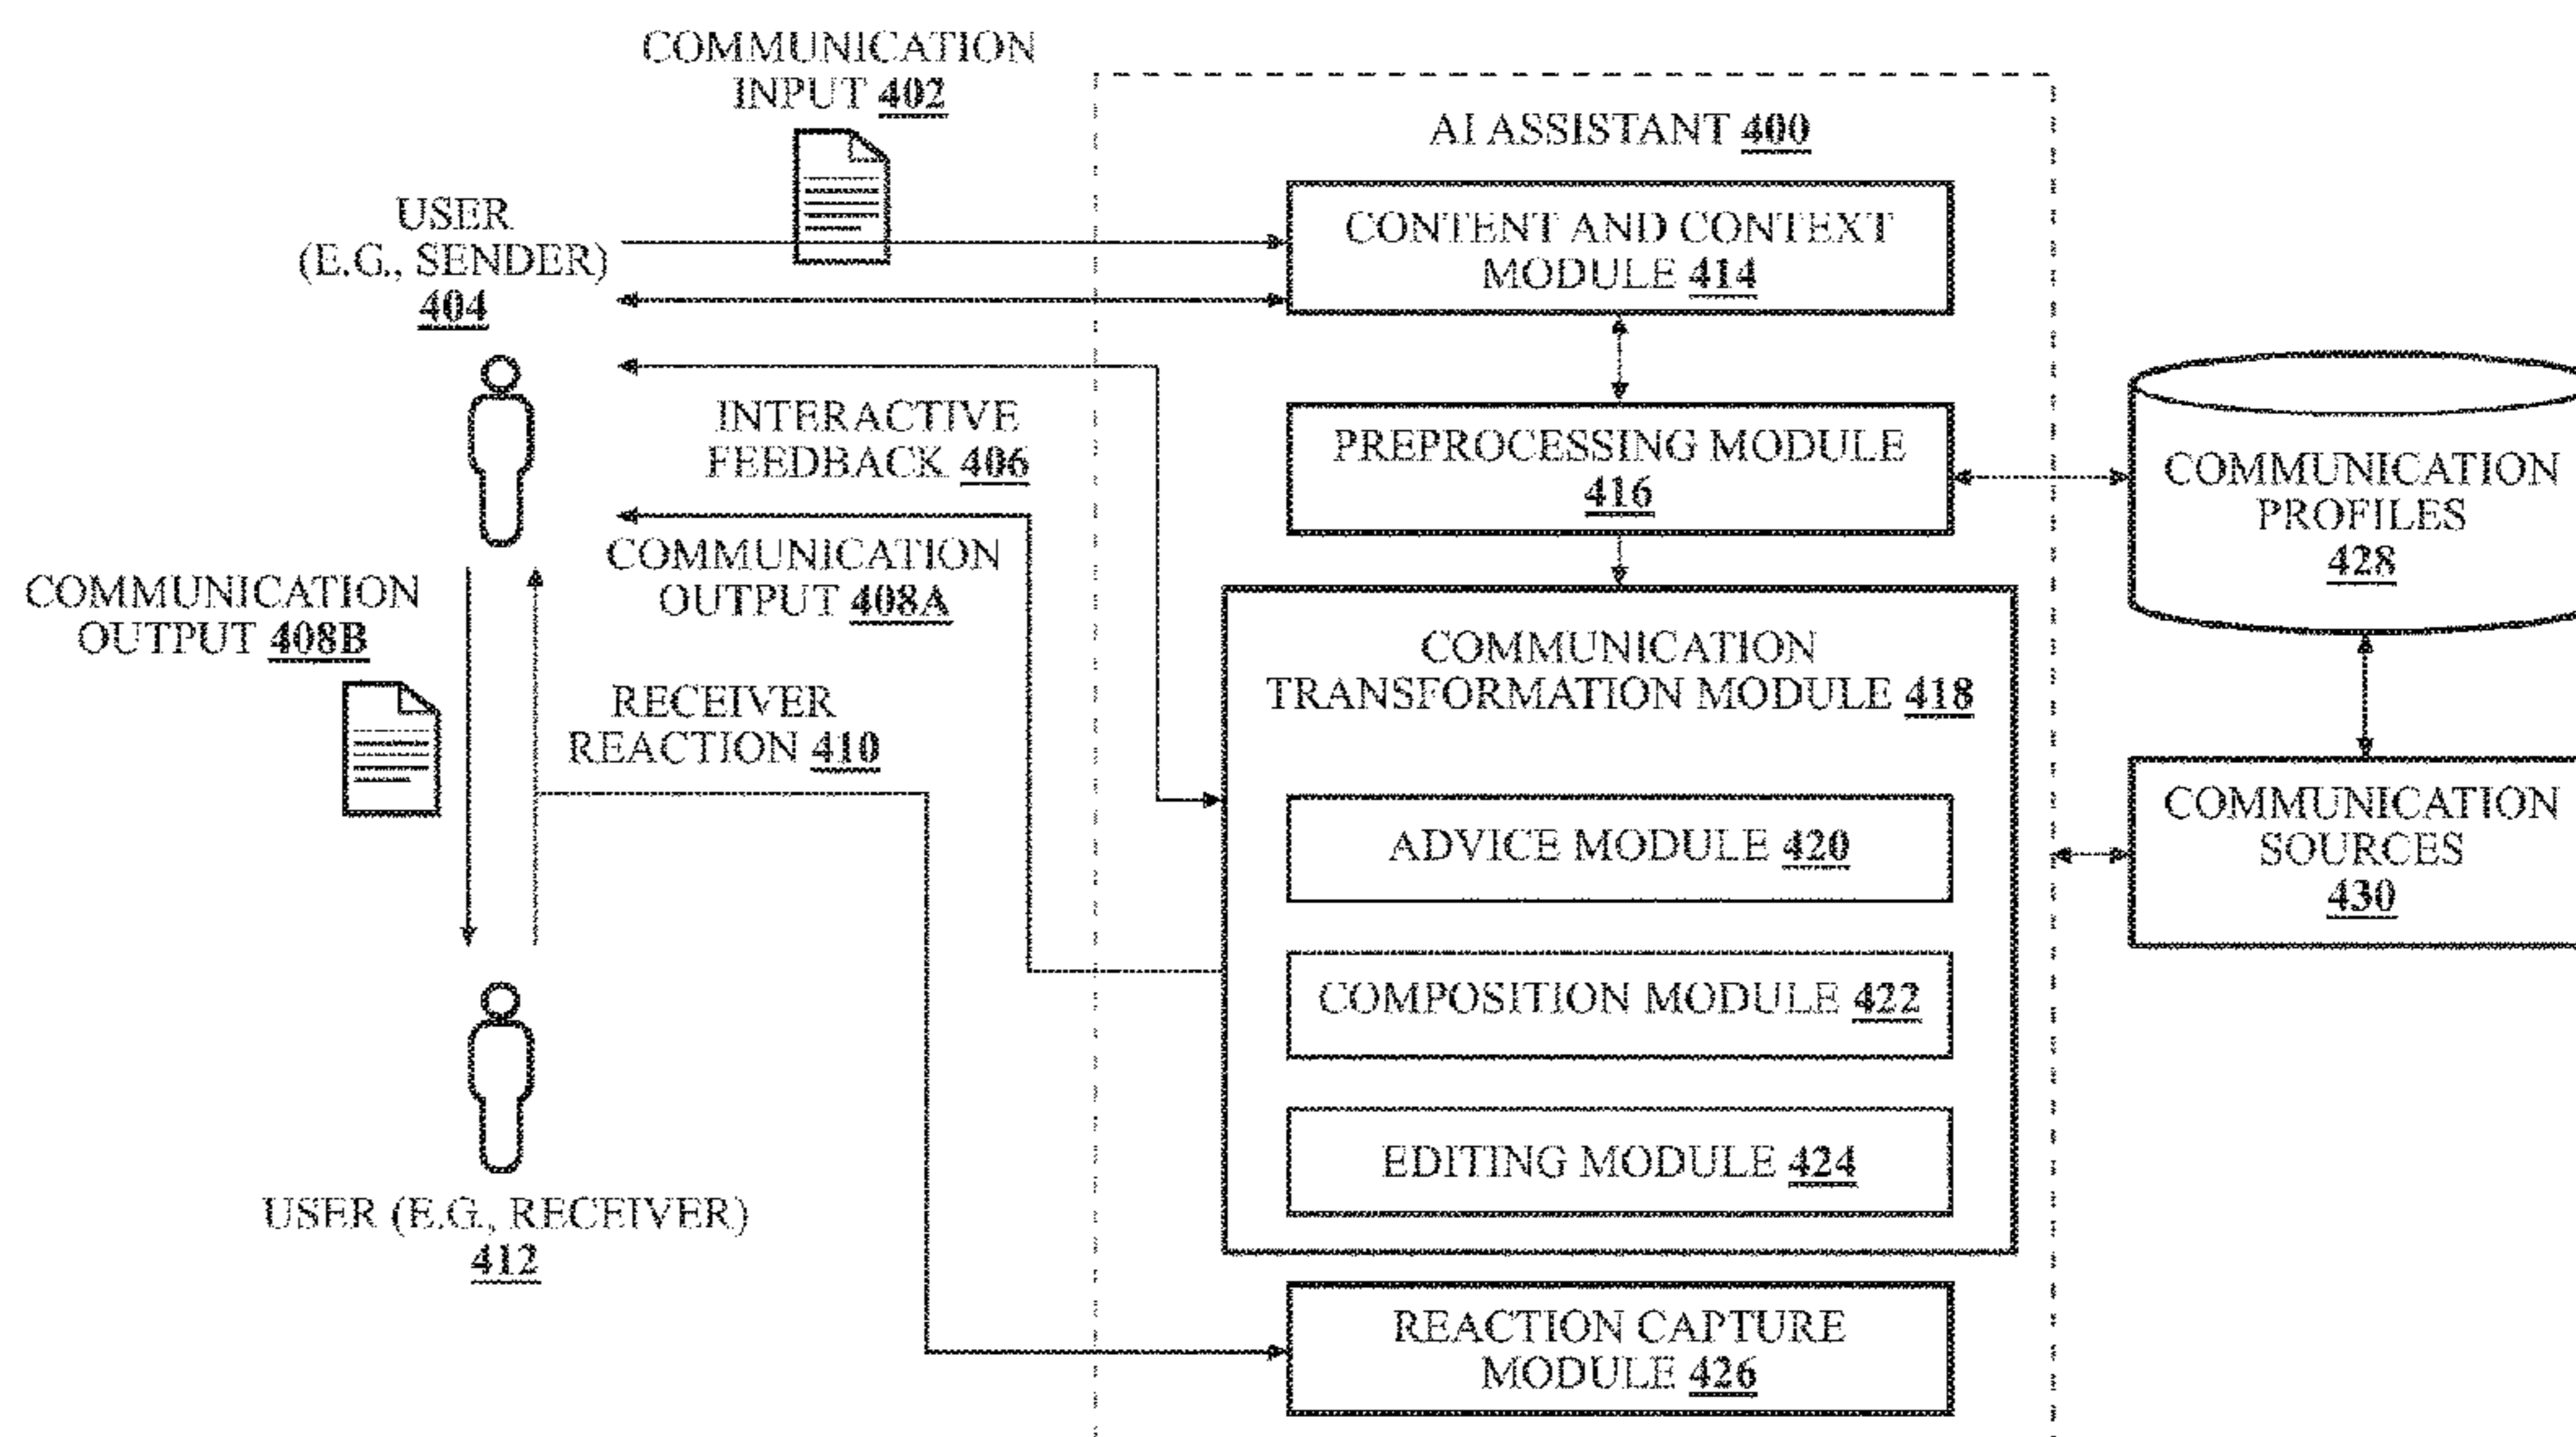 COMMUNICATION
INPUT 402
AI ASSISTANT 400
USER
(E.G., SENDER)
404
CONTENT AND CONTEXT
MODULE 414
INTERACTIVE
FEEDBACK 406
PREPROCESSING MODULE
416
COMMUNICATION
PROFILES
428
COMMUNICATION
OUTPUT 408A
COMMUNICATION
OUTPUT 408B
COMMUNICATION
TRANSFORMATION MODULE 418
RECEIVER
REACTION 410
ADVICE MODULE 420
COMMUNICATION
SOURCES
430
COMPOSITION MODULE 422
EDITING MODULE 424
USER (E.G., RECEIVER)
412
REACTION CAPTURE
MODULE 426